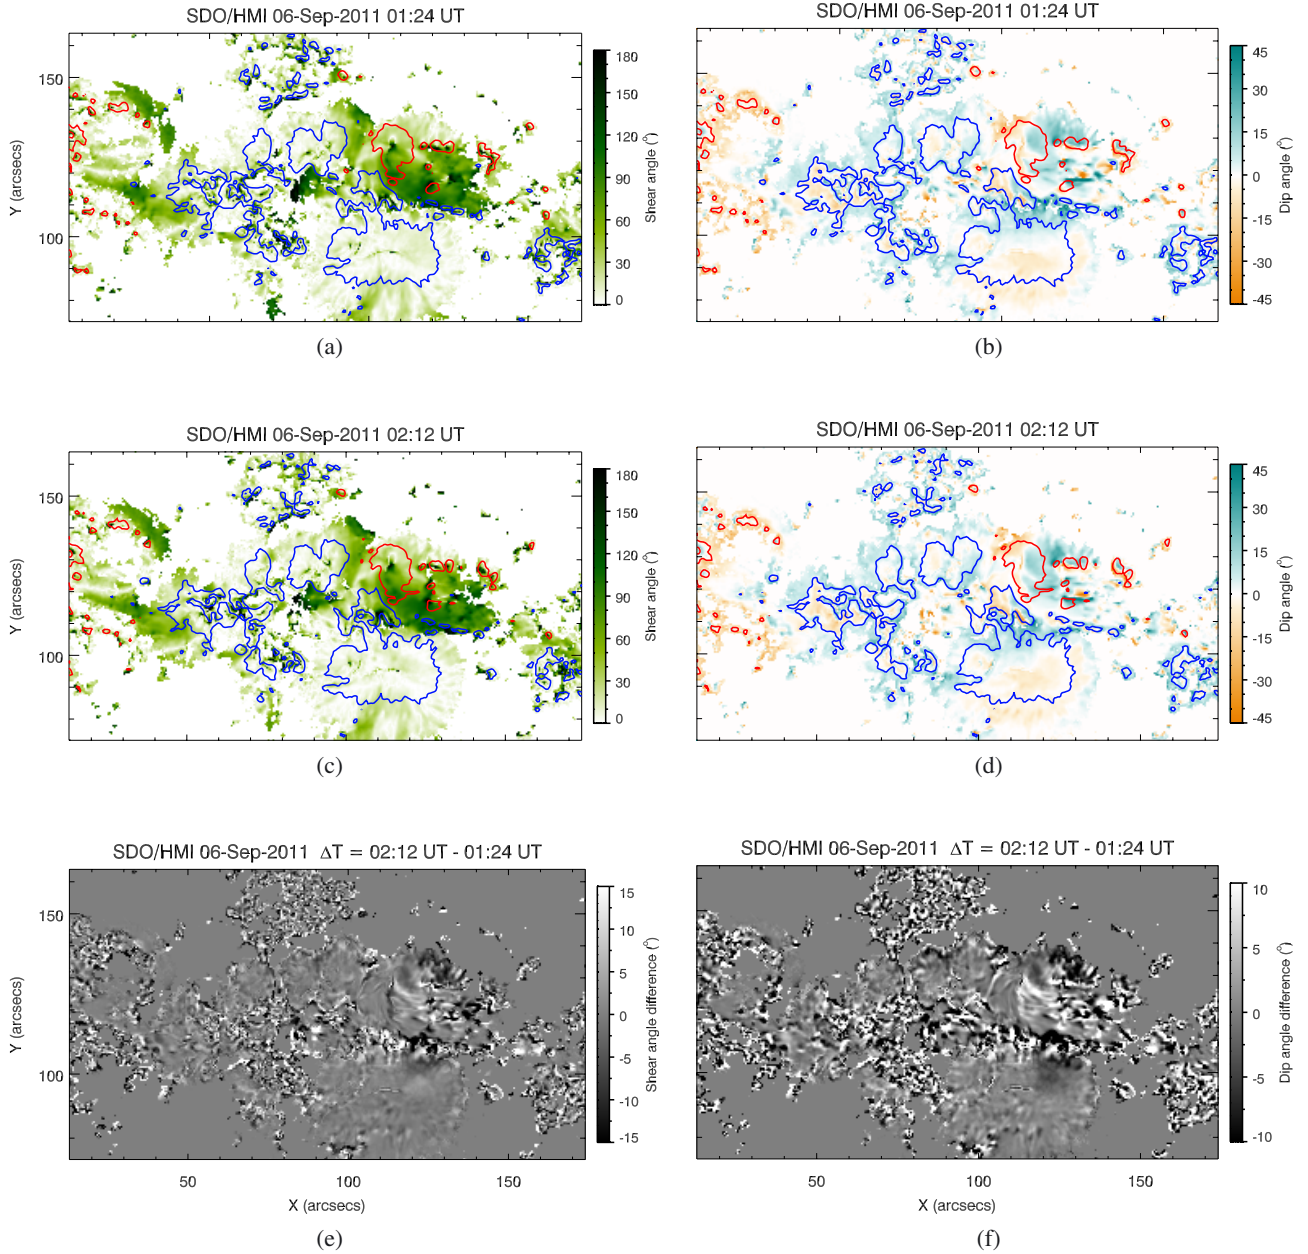 SDO/HMI 06-Sep-2011 01:24 UT
150
100
Y (arcsecs)
180
150
120
90
60
30
0
Shear angle (°)
(a)
SDO/HMI 06-Sep-2011 01:24 UT
45
30
15
0
-15
-30
-45
Dip angle (°)
(b)
SDO/HMI 06-Sep-2011 02:12 UT
150
100
Y (arcsecs)
50
100
150
180
150
120
90
60
30
0
Shear angle (°)
(c)
SDO/HMI 06-Sep-2011 02:12 UT
50
100
150
45
30
15
0
-15
-30
-45
Dip angle (°)
(d)
SDO/HMI 06-Sep-2011 ΔT = 02:12 UT - 01:24 UT
150
100
Y (arcsecs)
50
100
150
X (arcsecs)
15
10
5
0
-5
-10
-15
Shear angle difference (°)
(e)
SDO/HMI 06-Sep-2011 ΔT = 02:12 UT - 01:24 UT
50
100
150
X (arcsecs)
10
5
0
-5
-10
Dip angle difference (°)
(f)